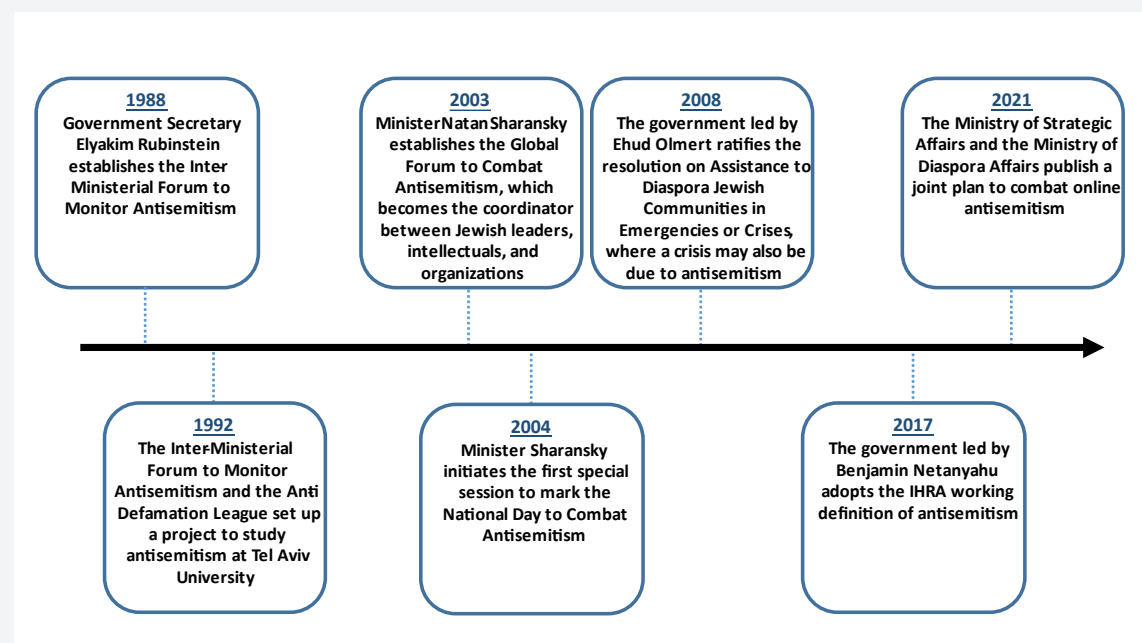 1988
Government Secretary
Elyakim Rubinstein
establishes the Inter-
Ministerial Forum to
Monitor Antisemitism
2003
Minister Natan Sharansky
establishes the Global
Forum to Combat
Antisemitism, which
becomes the coordinator
between Jewish leaders,
intellectuals, and
organizations
2008
The government led by
Ehud Olmert ratifies the
resolution on Assistance to
Diaspora Jewish
Communities in
Emergencies or Crises,
where a crisis may also be
due to antisemitism
2021
The Ministry of Strategic
Affairs and the Ministry of
Diaspora Affairs publish a
joint plan to combat online
antisemitism
1992
The Inter-Ministerial
Forum to Monitor
Antisemitism and the Anti-
Defamation League set up
a project to study
antisemitism at Tel Aviv
University
2004
Minister Sharansky
initiates the first special
session to mark the
National Day to Combat
Antisemitism
2017
The government led by
Benjamin Netanyahu
adopts the IHRA working
definition of antisemitism